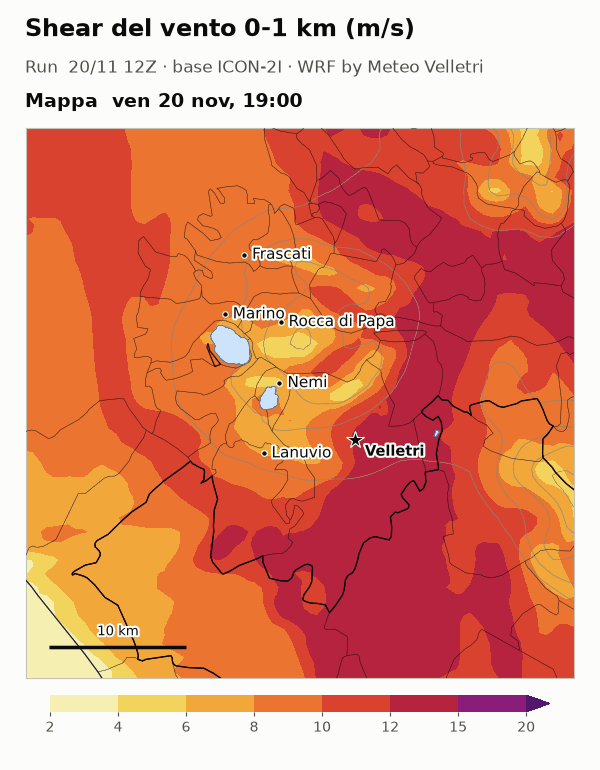 Shear del vento 0-1 km (m/s)
Run  20/11 12Z · base ICON-2I · WRF by Meteo Velletri
Mappa  ven 20 nov, 19:00
Frascati
Marino
Rocca di Papa
Nemi
Velletri
Lanuvio
10 km
2 4 6 8 10 12 15 20